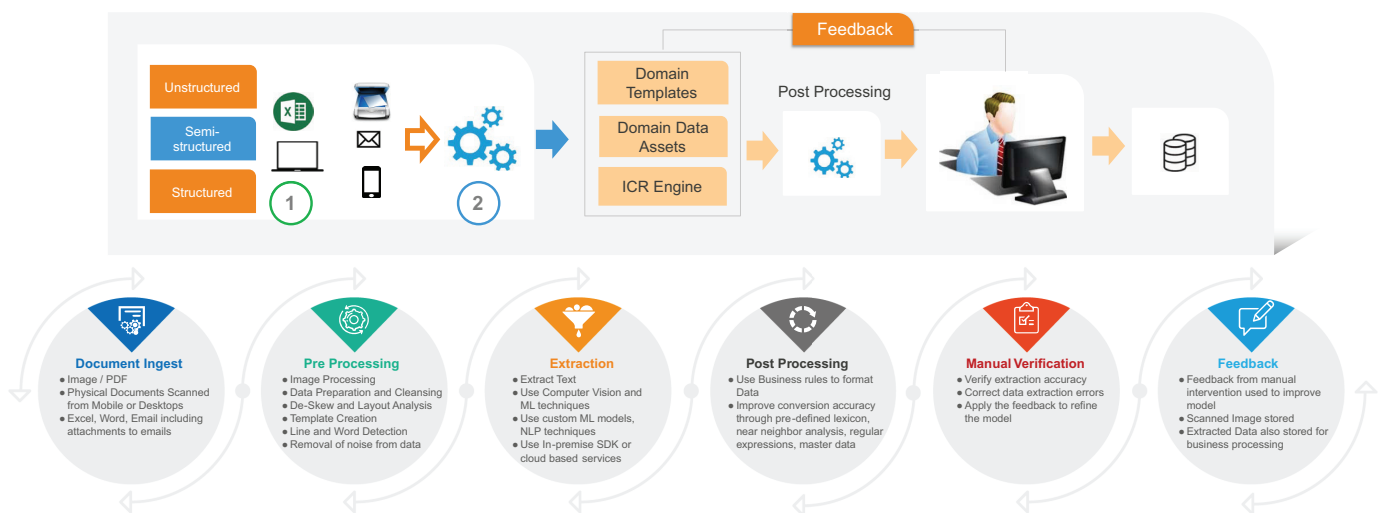 Feedback
Unstructured
Semi-
structured
Structured
1
2
Domain
Templates
Domain Data
Assets
ICR Engine
Post Processing
Document Ingest
● Image / PDF
● Physical Documents Scanned
from Mobile or Desktops
● Excel, Word, Email including
attachments to emails
Pre Processing
● Image Processing
● Data Preparation and Cleansing
● De-Skew and Layout Analysis
● Template Creation
● Line and Word Detection
● Removal of noise from data
Extraction
● Extract Text
● Use Computer Vision and
ML techniques
● Use custom ML models,
NLP techniques
● Use In-premise SDK or
cloud based services
Post Processing
● Use Business rules to format
Data
● Improve conversion accuracy
through pre-defined lexicon,
near neighbor analysis, regular
expressions, master data
Manual Verification
● Verify extraction accuracy
● Correct data extraction errors
● Apply the feedback to refine
the model
Feedback
● Feedback from manual
intervention used to improve
model
● Scanned Image stored
● Extracted Data also stored for
business processing